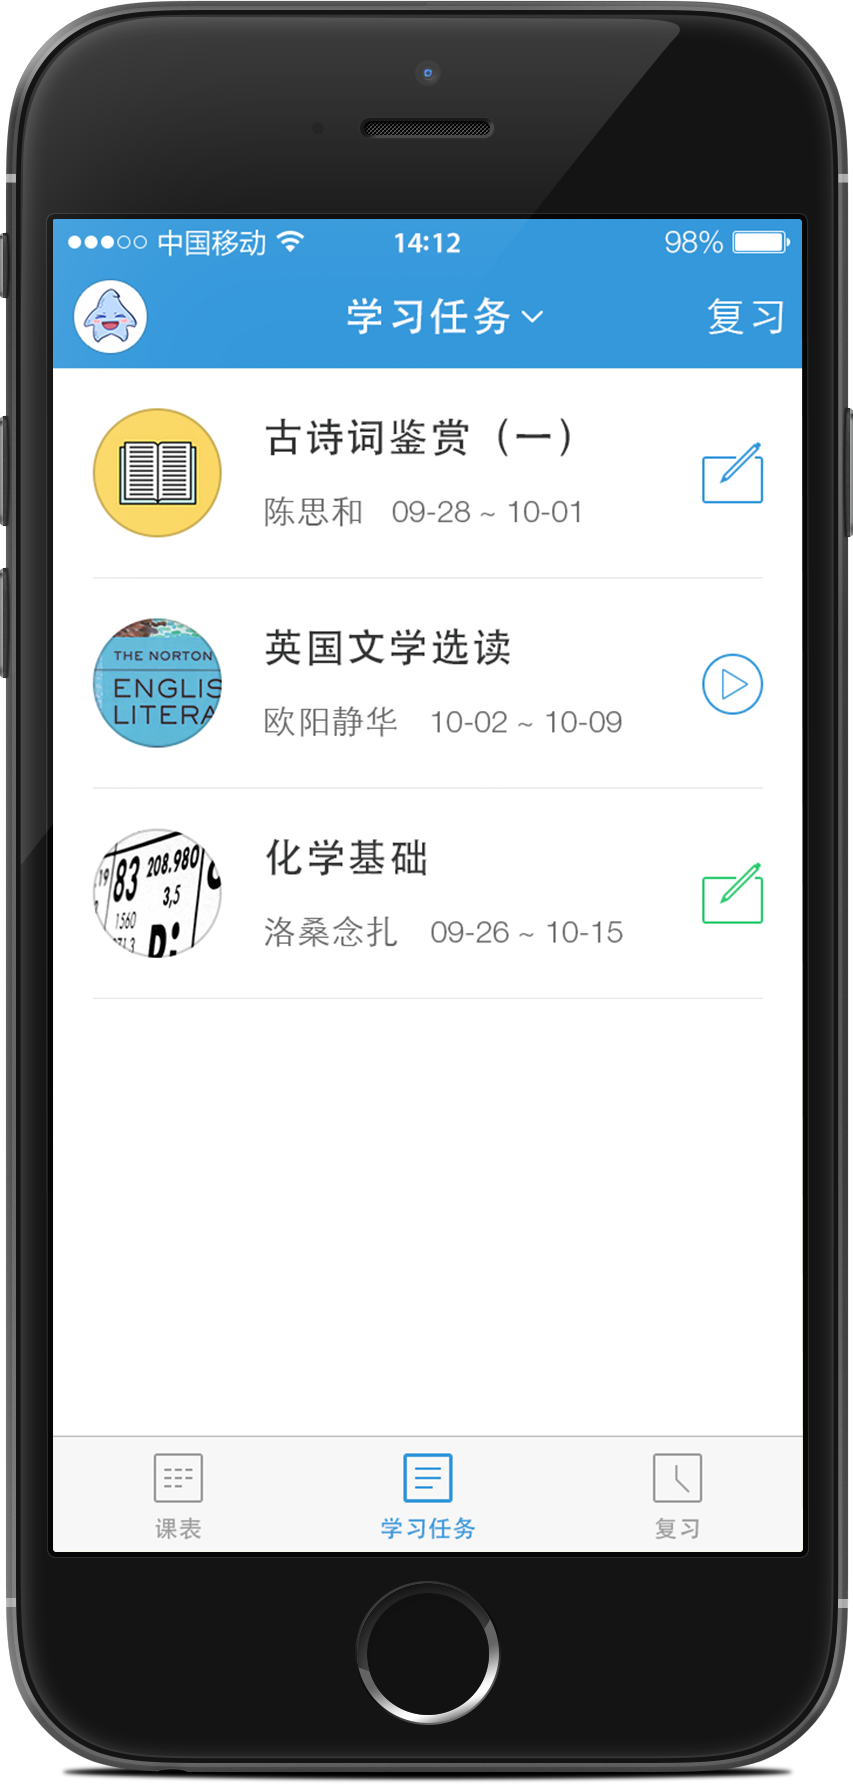 中国移动 14:12 98%
学习任务 复习
古诗词鉴赏（一）
陈思和 09-28 ~ 10-01
THE NORTON
ENGLIS
LITERA
英国文学选读
欧阳静华 10-02 ~ 10-09
19 83 208.980
3,5
1560
化学基础
洛桑念扎 09-26 ~ 10-15
课表 学习任务 复习